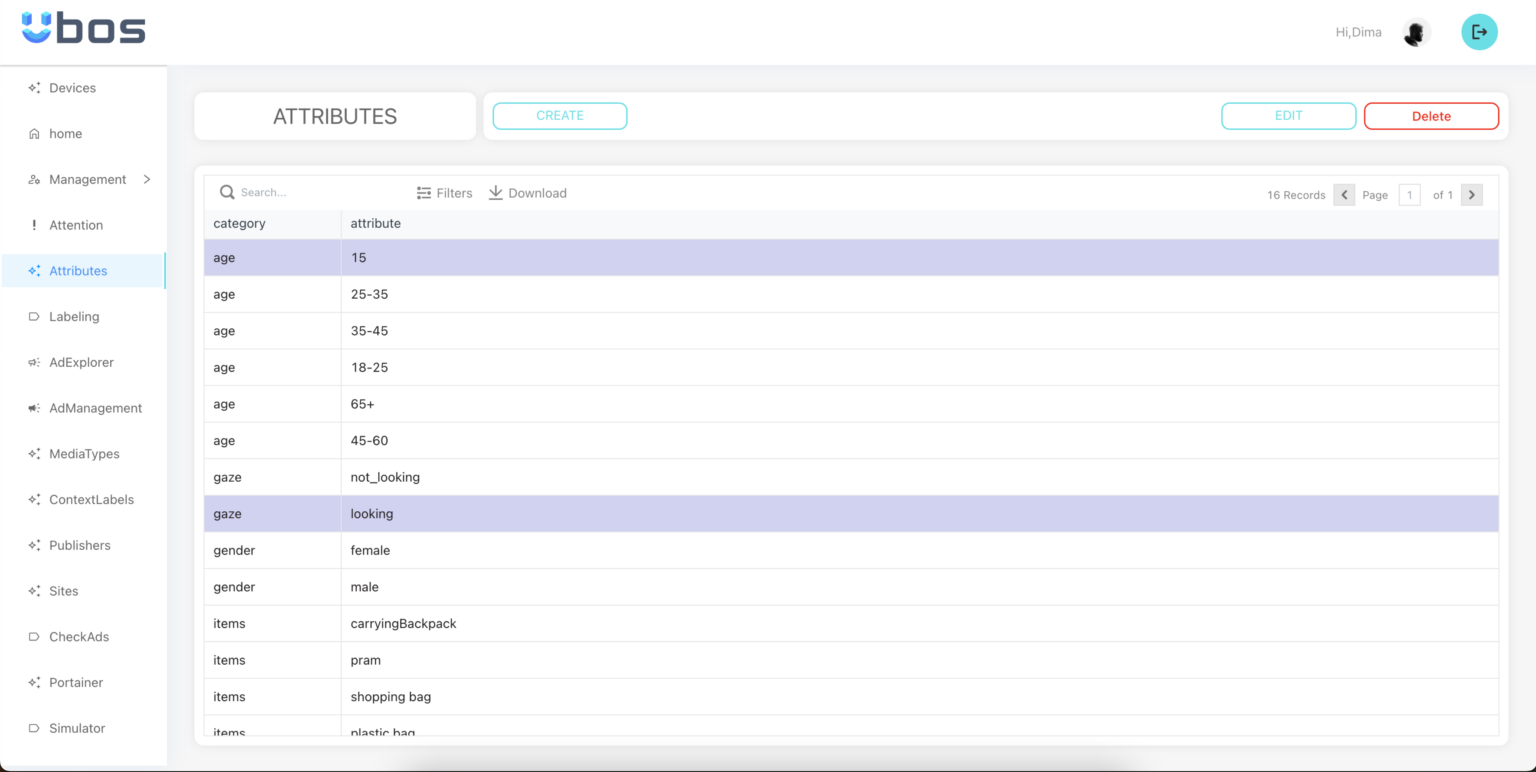 Ubos
Hi,Dima
Devices
home
Management
Attention
Attributes
Labeling
AdExplorer
AdManagement
MediaTypes
ContextLabels
Publishers
Sites
CheckAds
Portainer
Simulator
ATTRIBUTES
CREATE
EDIT
Delete
Search...
Filters
Download
16 Records
Page
1
of 1
category attribute
age 15
age 25-35
age 35-45
age 18-25
age 65+
age 45-60
gaze not_looking
gaze looking
gender female
gender male
items carryingBackpack
items pram
items shopping bag
items plastic bag